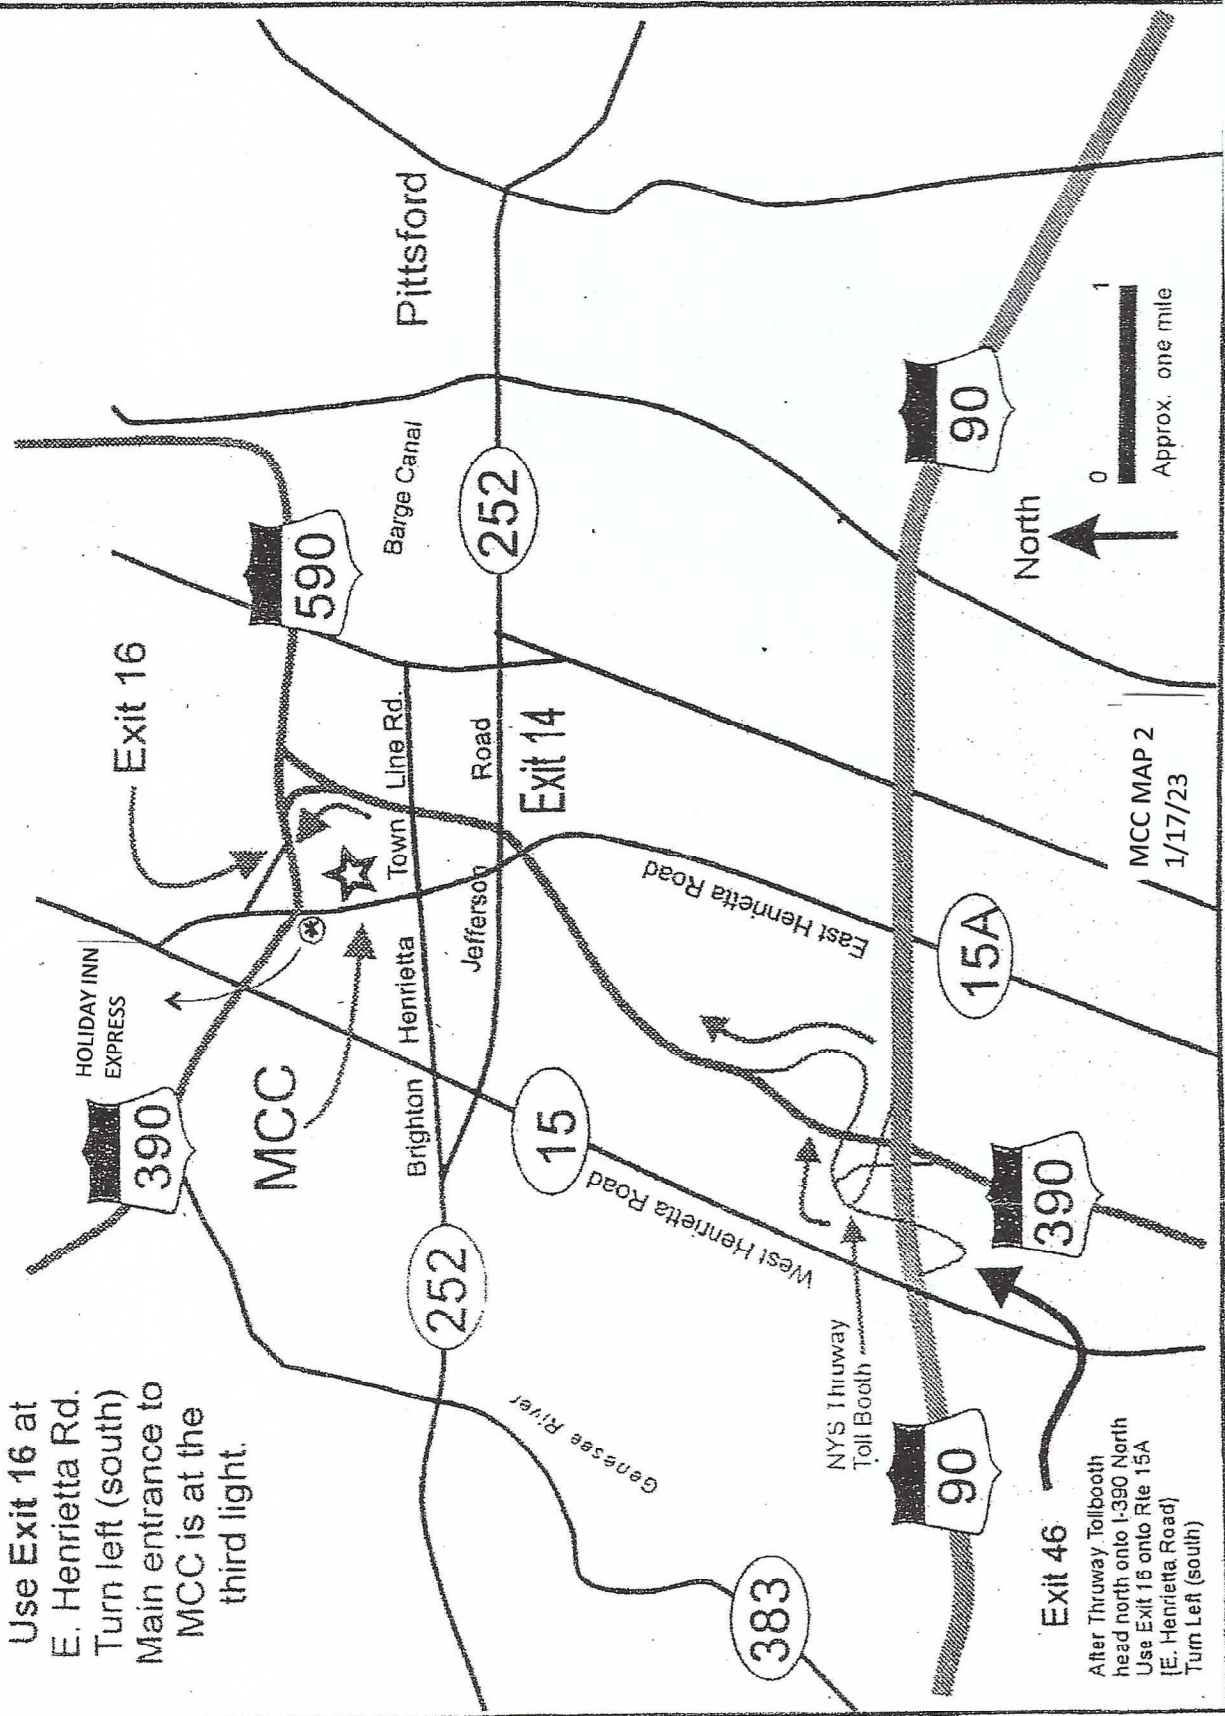 Use Exit 16 at
E. Henrietta Rd.
Turn left (south)
Main entrance to
MCC is at the
third light.
Exit 16
HOLIDAY INN
EXPRESS
390
590
MCC
Pittsford
Barge Canal
Brighton Henrietta Town Line Rd.
252
Jefferson Road
252
Exit 14
15
Genesee River
West Henrietta Road
East Henrietta Road
383
NYS Thruway
Toll Booth
90
90
15A
390
North
0 1
Approx. one mile
Exit 46
After Thruway Tollbooth
head north onto I-390 North
Use Exit 16 onto Rte 15A
(E. Henrietta Road)
Turn Left (south)
MCC MAP 2
1/17/23